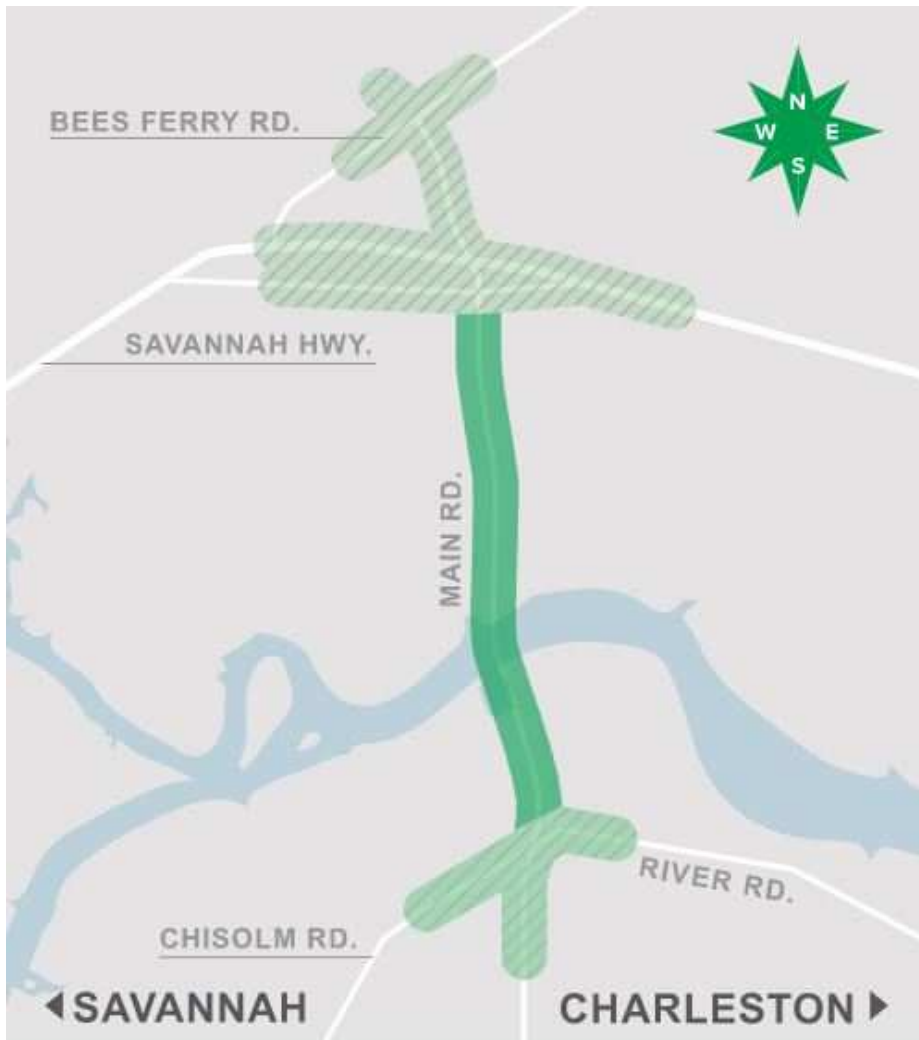 N
W E
S
BEES FERRY RD.
SAVANNAH HWY.
MAIN RD.
RIVER RD.
CHISOLM RD.
SAVANNAH
CHARLESTON